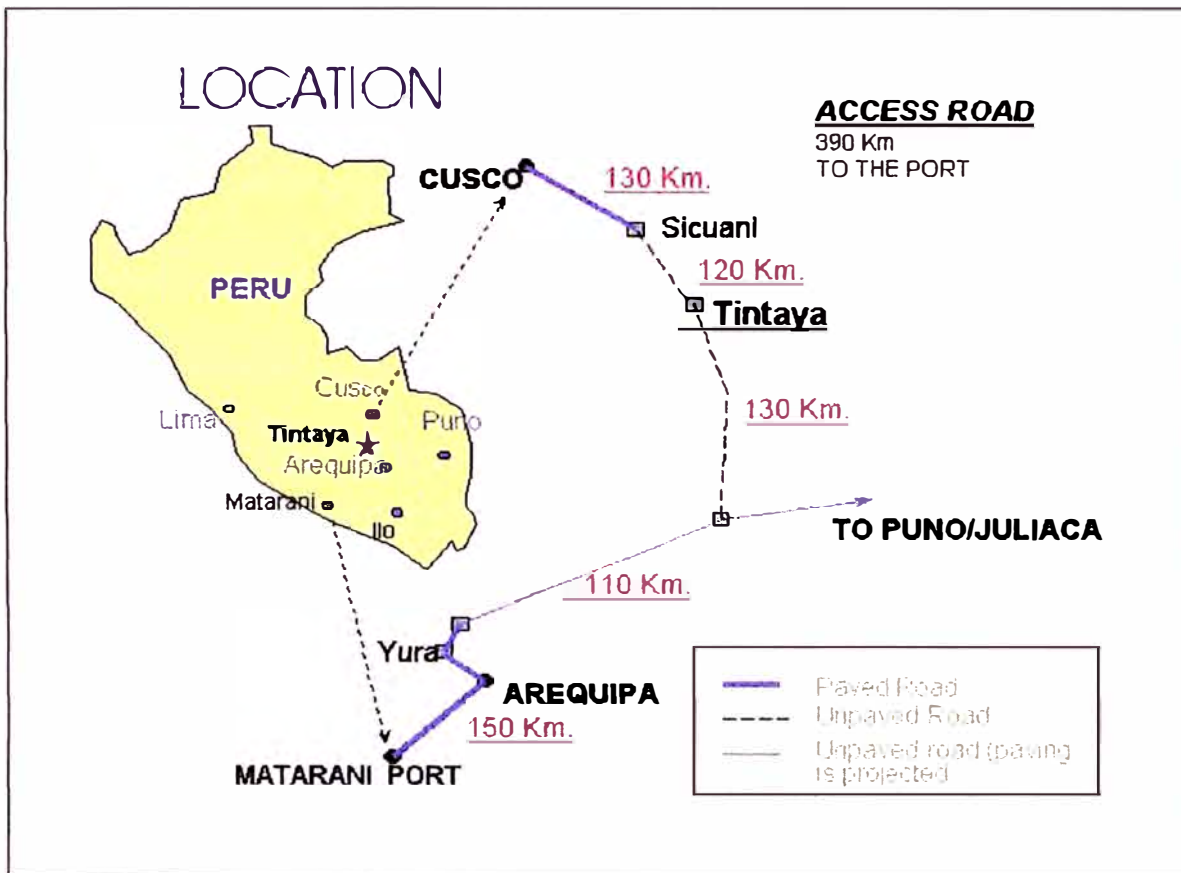 LOCATION
ACCESS ROAD
390 Km
TO THE PORT
CUSCO
130 Km.
Sicuani
120 Km.
PERU
Tintaya
Cusco
Lima
Puno
130 Km.
Tintaya
Arequipa
Matarani
Ilo
TO PUNO/JULIACA
110 Km.
Yura
AREQUIPA
150 Km.
MATARANI PORT
Paved Road
Unpaved Road
Unpaved road (paving
is projected